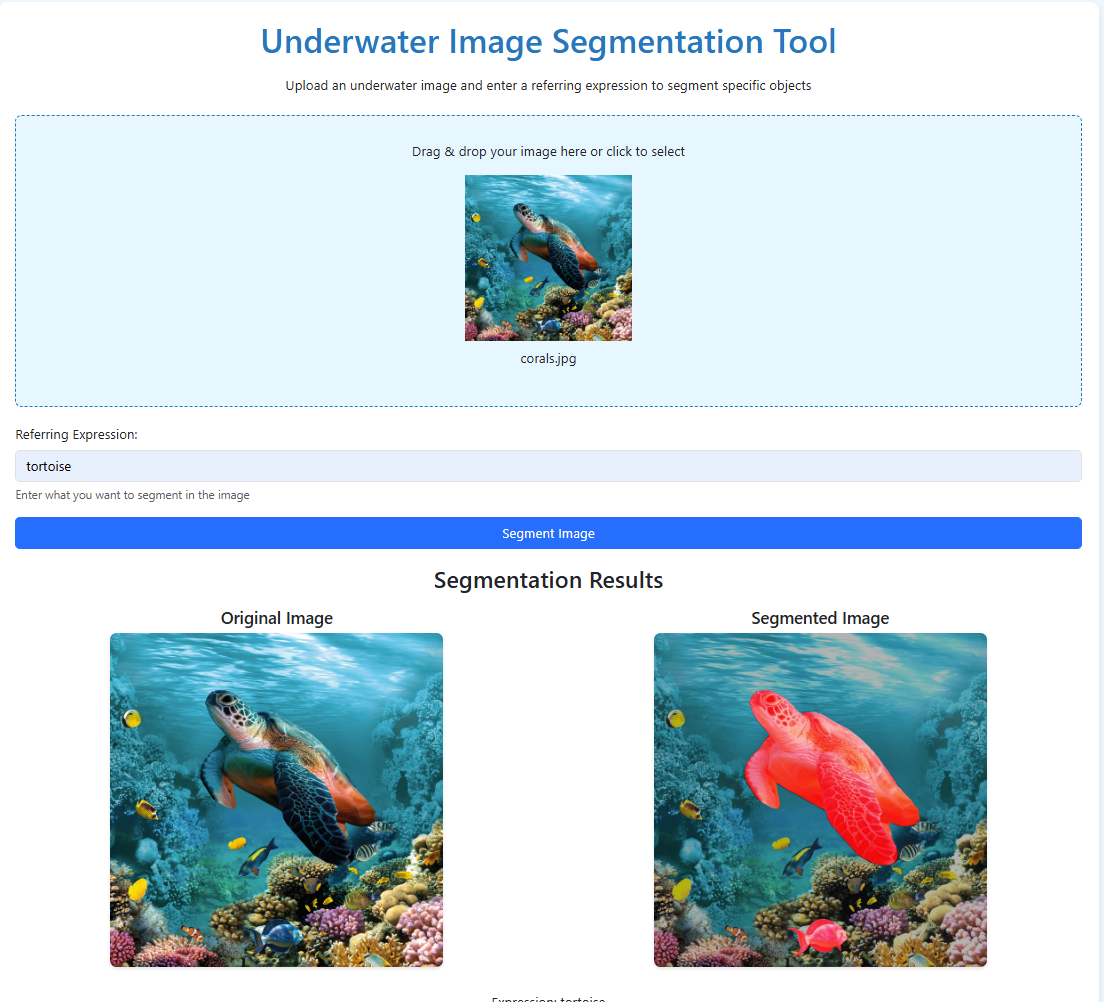 Underwater Image Segmentation Tool
Upload an underwater image and enter a referring expression to segment specific objects
Drag & drop your image here or click to select
corals.jpg
Referring Expression:
tortoise
Enter what you want to segment in the image
Segment Image
Segmentation Results
Original Image
Segmented Image
Expression: tortoise